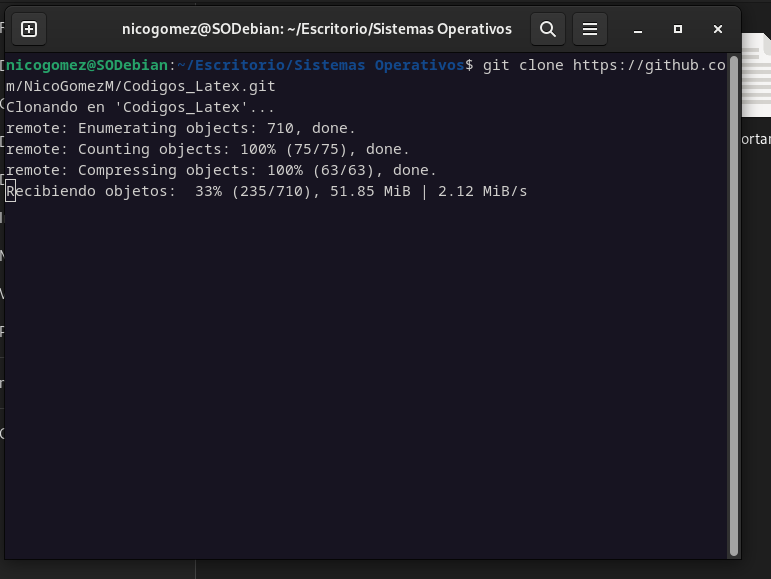 nicogomez@SODebian: ~/Escritorio/Sistemas Operativos
nicogomez@SODebian:~/Escritorio/Sistemas Operativos$ git clone https://github.co
m/NicoGomezM/Codigos_Latex.git
Clonando en 'Codigos_Latex'...
remote: Enumerating objects: 710, done.
remote: Counting objects: 100% (75/75), done.
remote: Compressing objects: 100% (63/63), done.
Recibiendo objetos:  33% (235/710), 51.85 MiB | 2.12 MiB/s